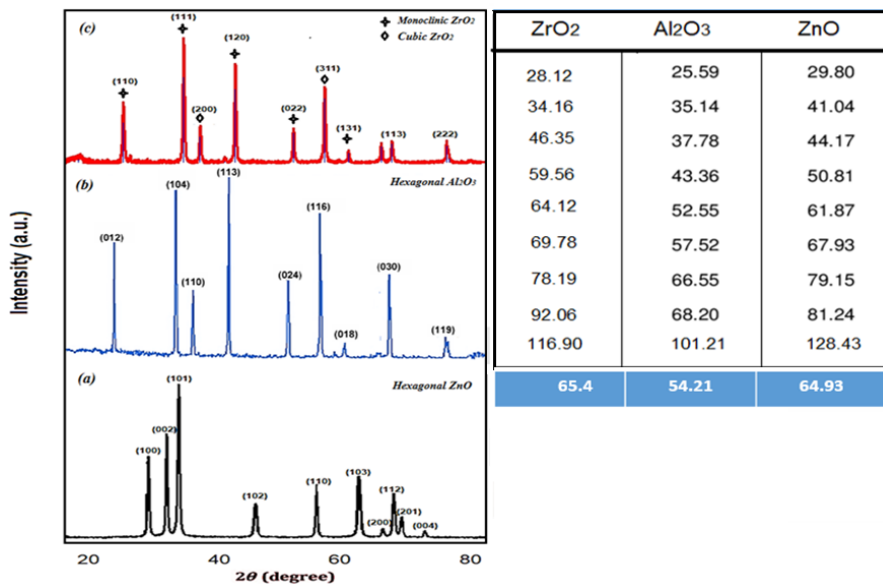 Intensity (a.u.)
(c)
✦ Monoclinic ZrO2
◇ Cubic ZrO2
(110)
(111)
(200)
(120)
(022)
(311)
(131)
(113)
(222)
(b)
Hexagonal Al2O3
(012)
(104)
(110)
(113)
(024)
(116)
(018)
(030)
(119)
(a)
Hexagonal ZnO
(100)
(002)
(101)
(102)
(110)
(103)
(200)
(112)
(201)
(004)
20 40 60 80
2θ (degree)
ZrO2 Al2O3 ZnO
28.12 25.59 29.80
34.16 35.14 41.04
46.35 37.78 44.17
59.56 43.36 50.81
64.12 52.55 61.87
69.78 57.52 67.93
78.19 66.55 79.15
92.06 68.20 81.24
116.90 101.21 128.43
65.4 54.21 64.93